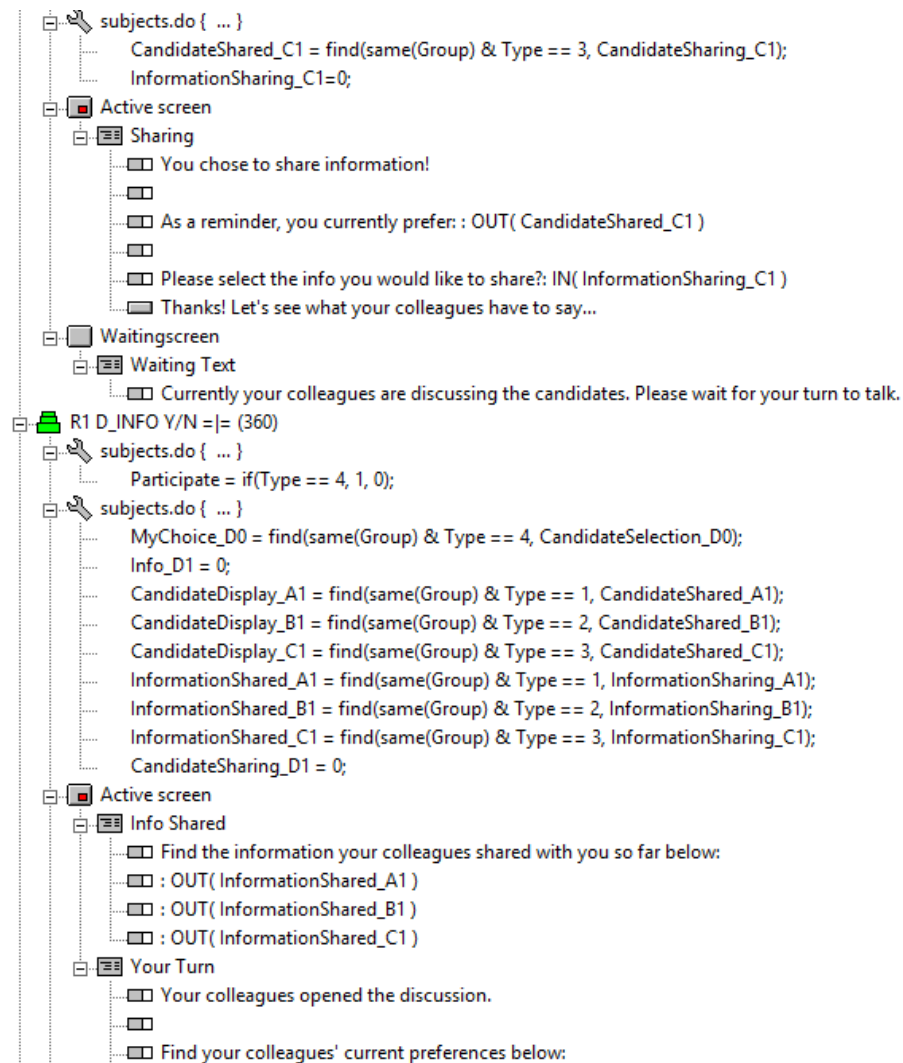 subjects.do { ... }
CandidateShared_C1 = find(same(Group) & Type == 3, CandidateSharing_C1);
InformationSharing_C1=0;
Active screen
Sharing
You chose to share information!
As a reminder, you currently prefer: : OUT( CandidateShared_C1 )
Please select the info you would like to share?: IN( InformationSharing_C1 )
Thanks! Let's see what your colleagues have to say...
Waitingscreen
Waiting Text
Currently your colleagues are discussing the candidates. Please wait for your turn to talk.
R1 D_INFO Y/N =|= (360)
subjects.do { ... }
Participate = if(Type == 4, 1, 0);
subjects.do { ... }
MyChoice_D0 = find(same(Group) & Type == 4, CandidateSelection_D0);
Info_D1 = 0;
CandidateDisplay_A1 = find(same(Group) & Type == 1, CandidateShared_A1);
CandidateDisplay_B1 = find(same(Group) & Type == 2, CandidateShared_B1);
CandidateDisplay_C1 = find(same(Group) & Type == 3, CandidateShared_C1);
InformationShared_A1 = find(same(Group) & Type == 1, InformationSharing_A1);
InformationShared_B1 = find(same(Group) & Type == 2, InformationSharing_B1);
InformationShared_C1 = find(same(Group) & Type == 3, InformationSharing_C1);
CandidateSharing_D1 = 0;
Active screen
Info Shared
Find the information your colleagues shared with you so far below:
: OUT( InformationShared_A1 )
: OUT( InformationShared_B1 )
: OUT( InformationShared_C1 )
Your Turn
Your colleagues opened the discussion.
Find your colleagues' current preferences below: